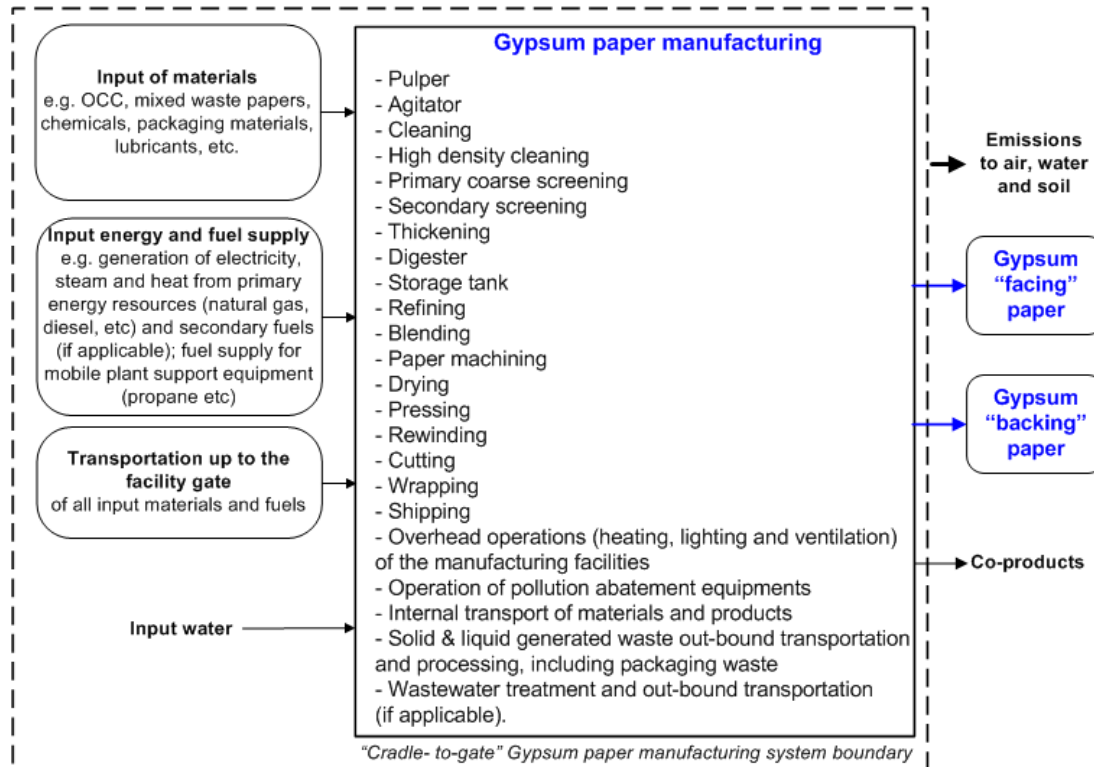 Input of materials
e.g. OCC, mixed waste papers,
chemicals, packaging materials,
lubricants, etc.
Input energy and fuel supply
e.g. generation of electricity,
steam and heat from primary
energy resources (natural gas,
diesel, etc) and secondary fuels
(if applicable); fuel supply for
mobile plant support equipment
(propane etc)
Transportation up to the
facility gate
of all input materials and fuels
Input water
Gypsum paper manufacturing
- Pulper
- Agitator
- Cleaning
- High density cleaning
- Primary coarse screening
- Secondary screening
- Thickening
- Digester
- Storage tank
- Refining
- Blending
- Paper machining
- Drying
- Pressing
- Rewinding
- Cutting
- Wrapping
- Shipping
- Overhead operations (heating, lighting and ventilation)
of the manufacturing facilities
- Operation of pollution abatement equipments
- Internal transport of materials and products
- Solid & liquid generated waste out-bound transportation
and processing, including packaging waste
- Wastewater treatment and out-bound transportation
(if applicable).
"Cradle- to-gate" Gypsum paper manufacturing system boundary
Emissions
to air, water
and soil
Gypsum
“facing”
paper
Gypsum
“backing”
paper
Co-products